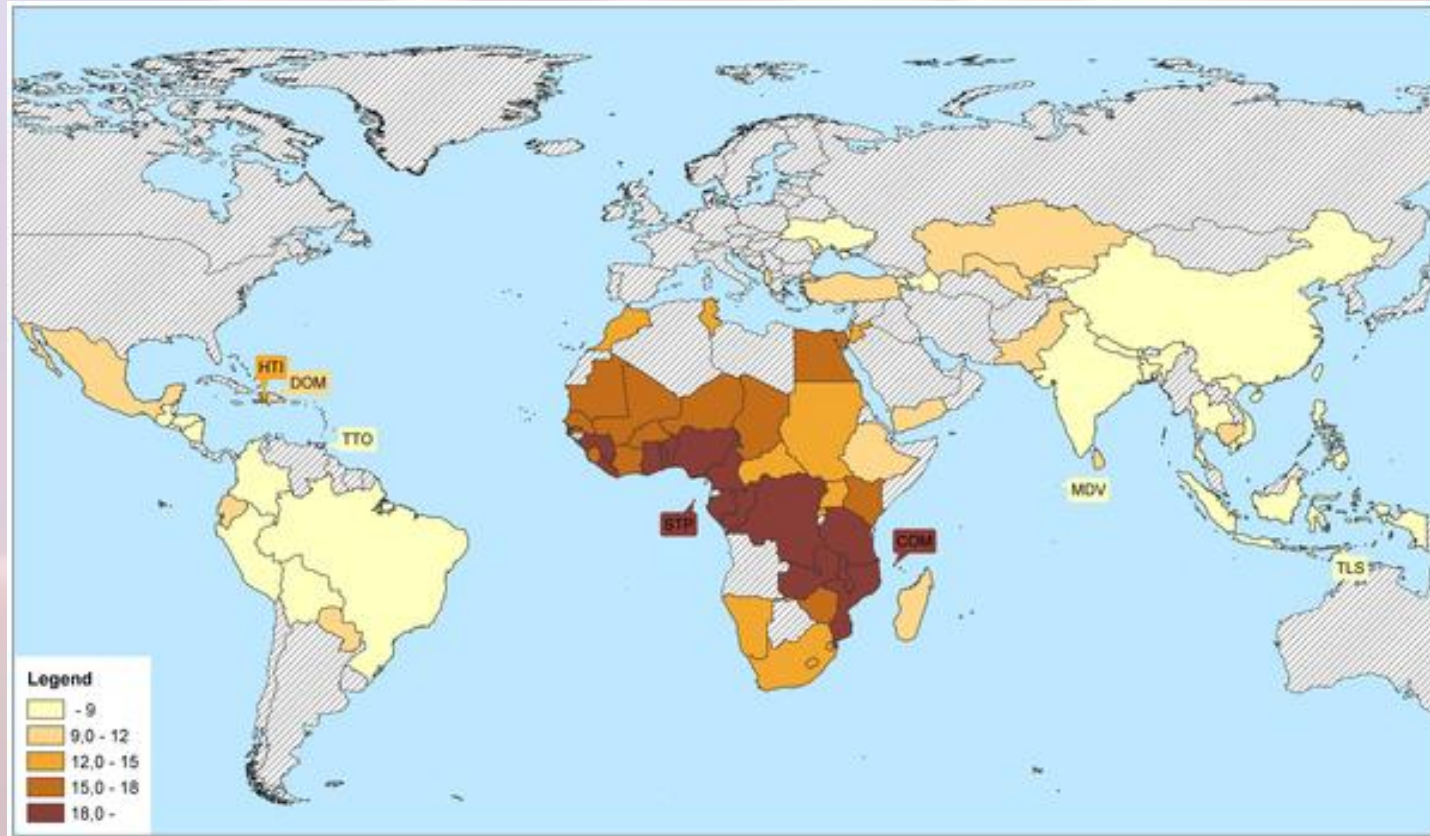 HTI
DOM
TTO
STP
COM
MDV
TLS
Legend
- 9
9,0 - 12
12,0 - 15
15,0 - 18
18,0 -